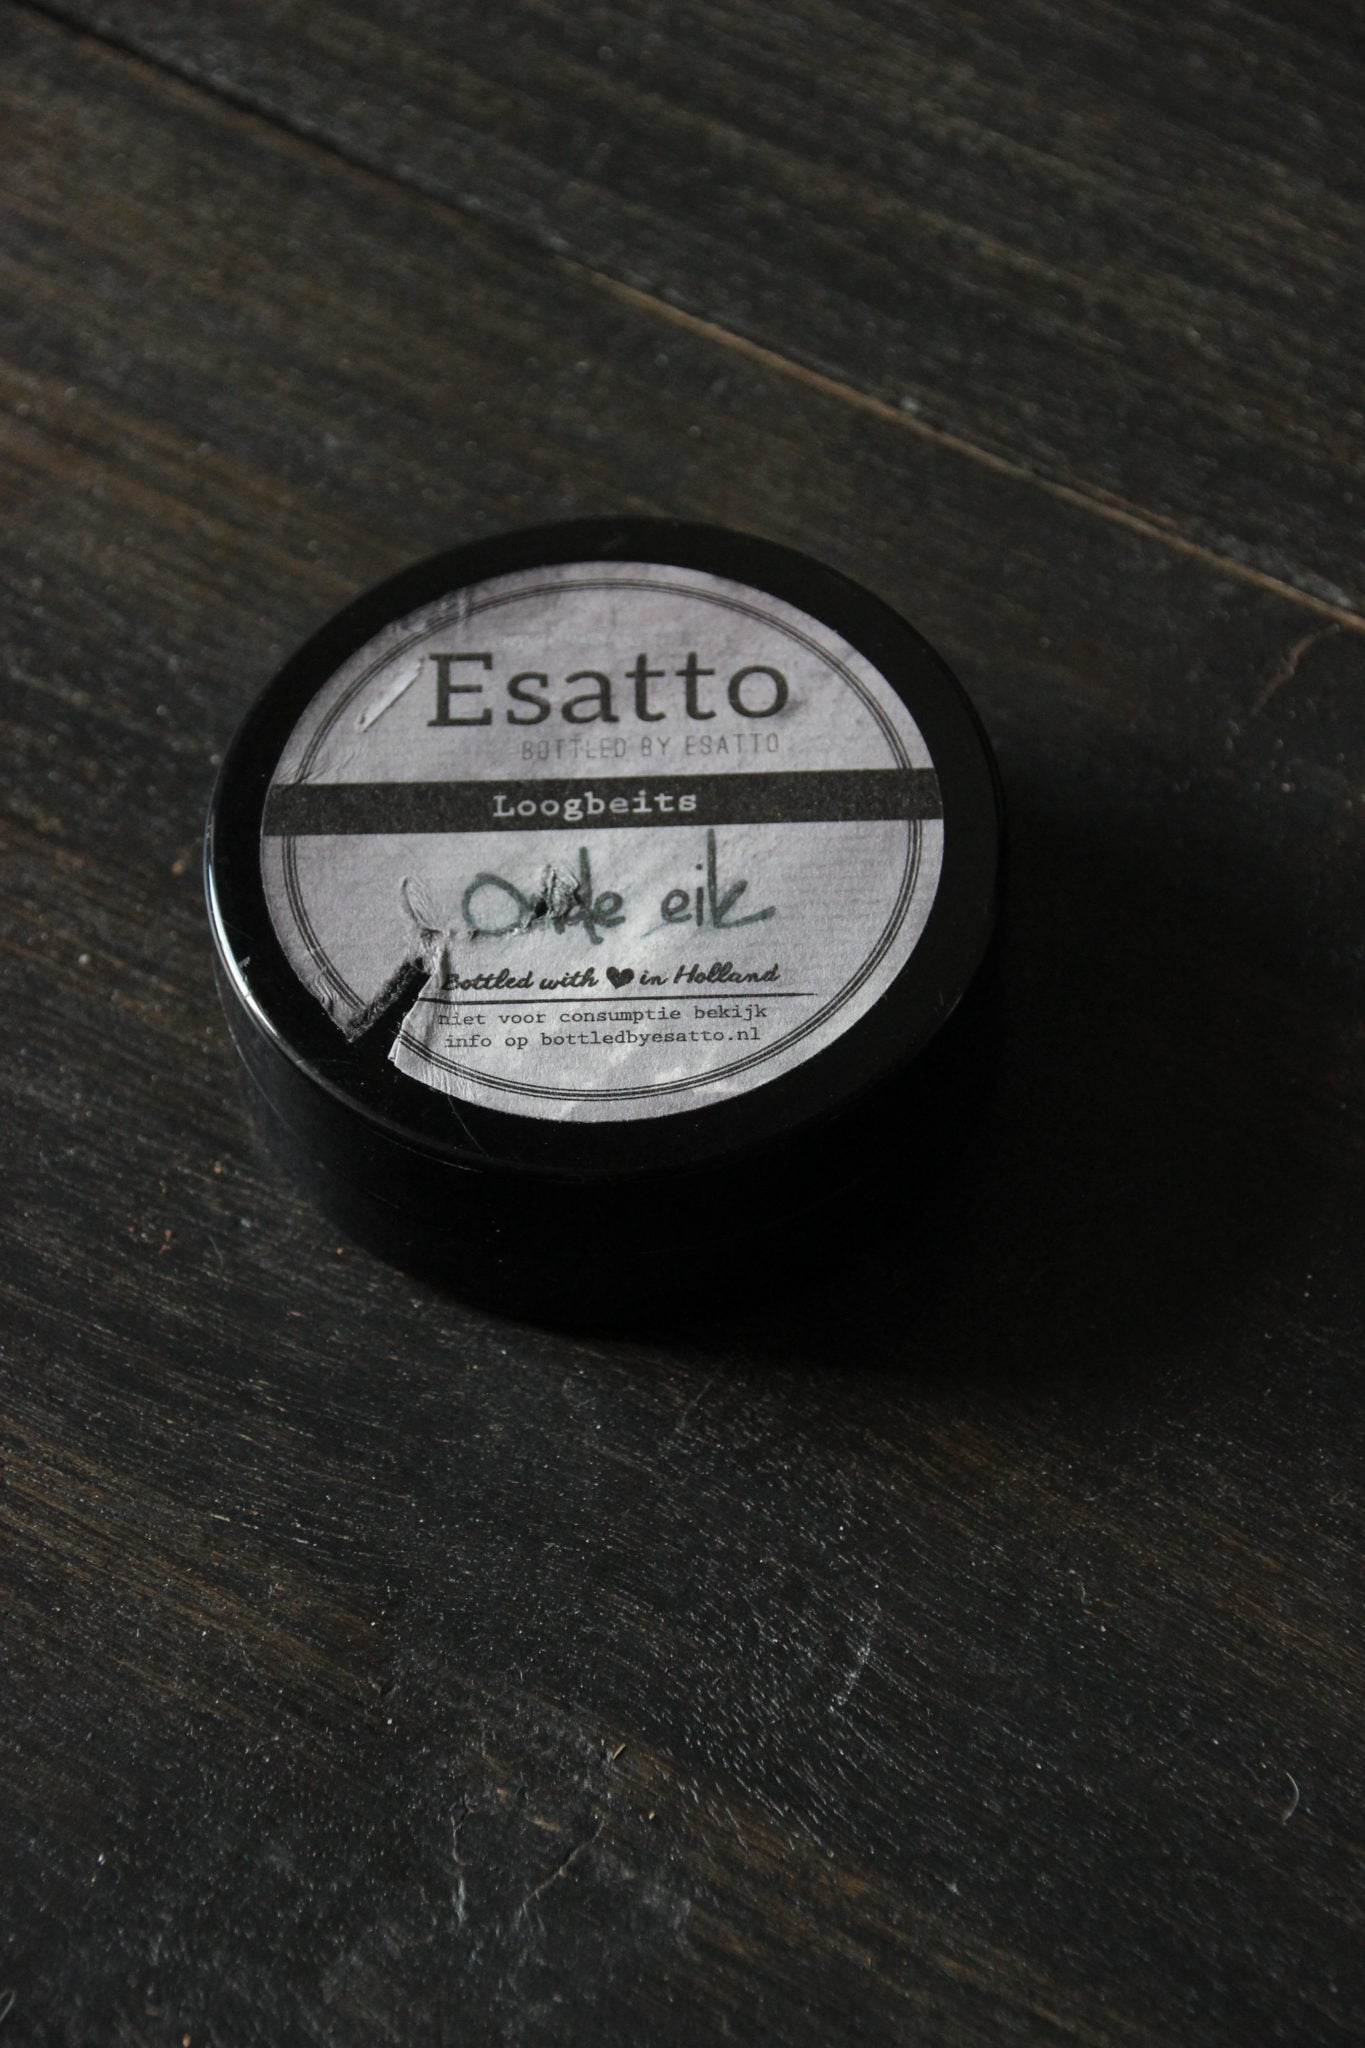 Esatto
BOTTLED BY ESATTO
Loogbeits
Oude eik
Bottled with ♥ in Holland
niet voor consumptie bekijk
info op bottledbyesatto.nl